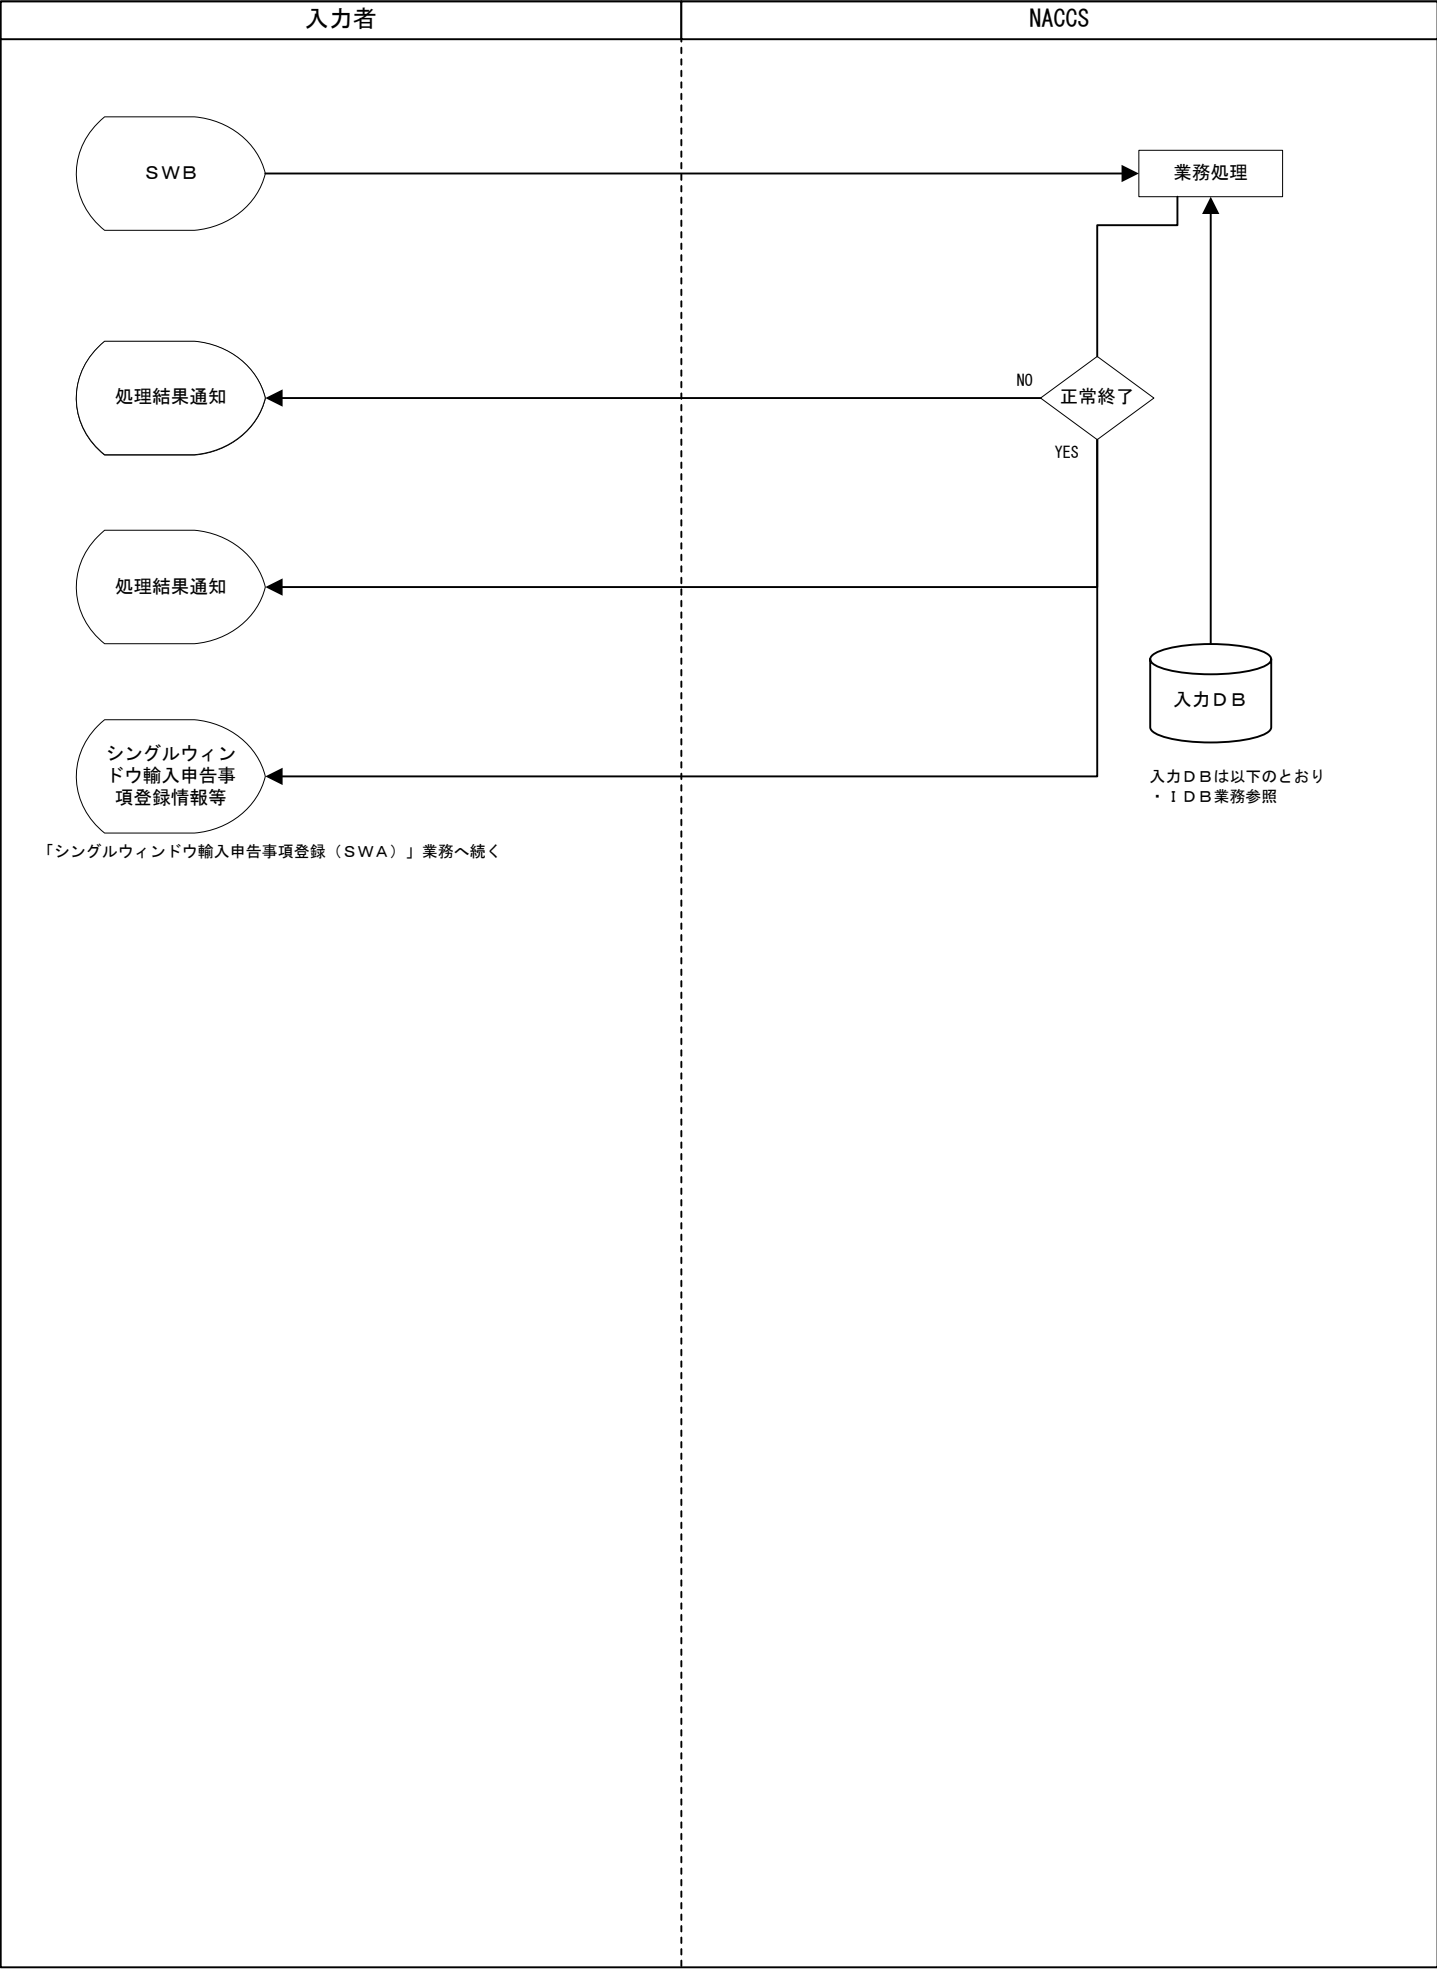 入力者
NACCS
ＳＷＢ
業務処理
処理結果通知
NO
正常終了
YES
処理結果通知
入力ＤＢ
シングルウィン
ドウ輸入申告事
項登録情報等
入力ＤＢは以下のとおり
・ＩＤＢ業務参照
「シングルウィンドウ輸入申告事項登録（ＳＷＡ）」業務へ続く